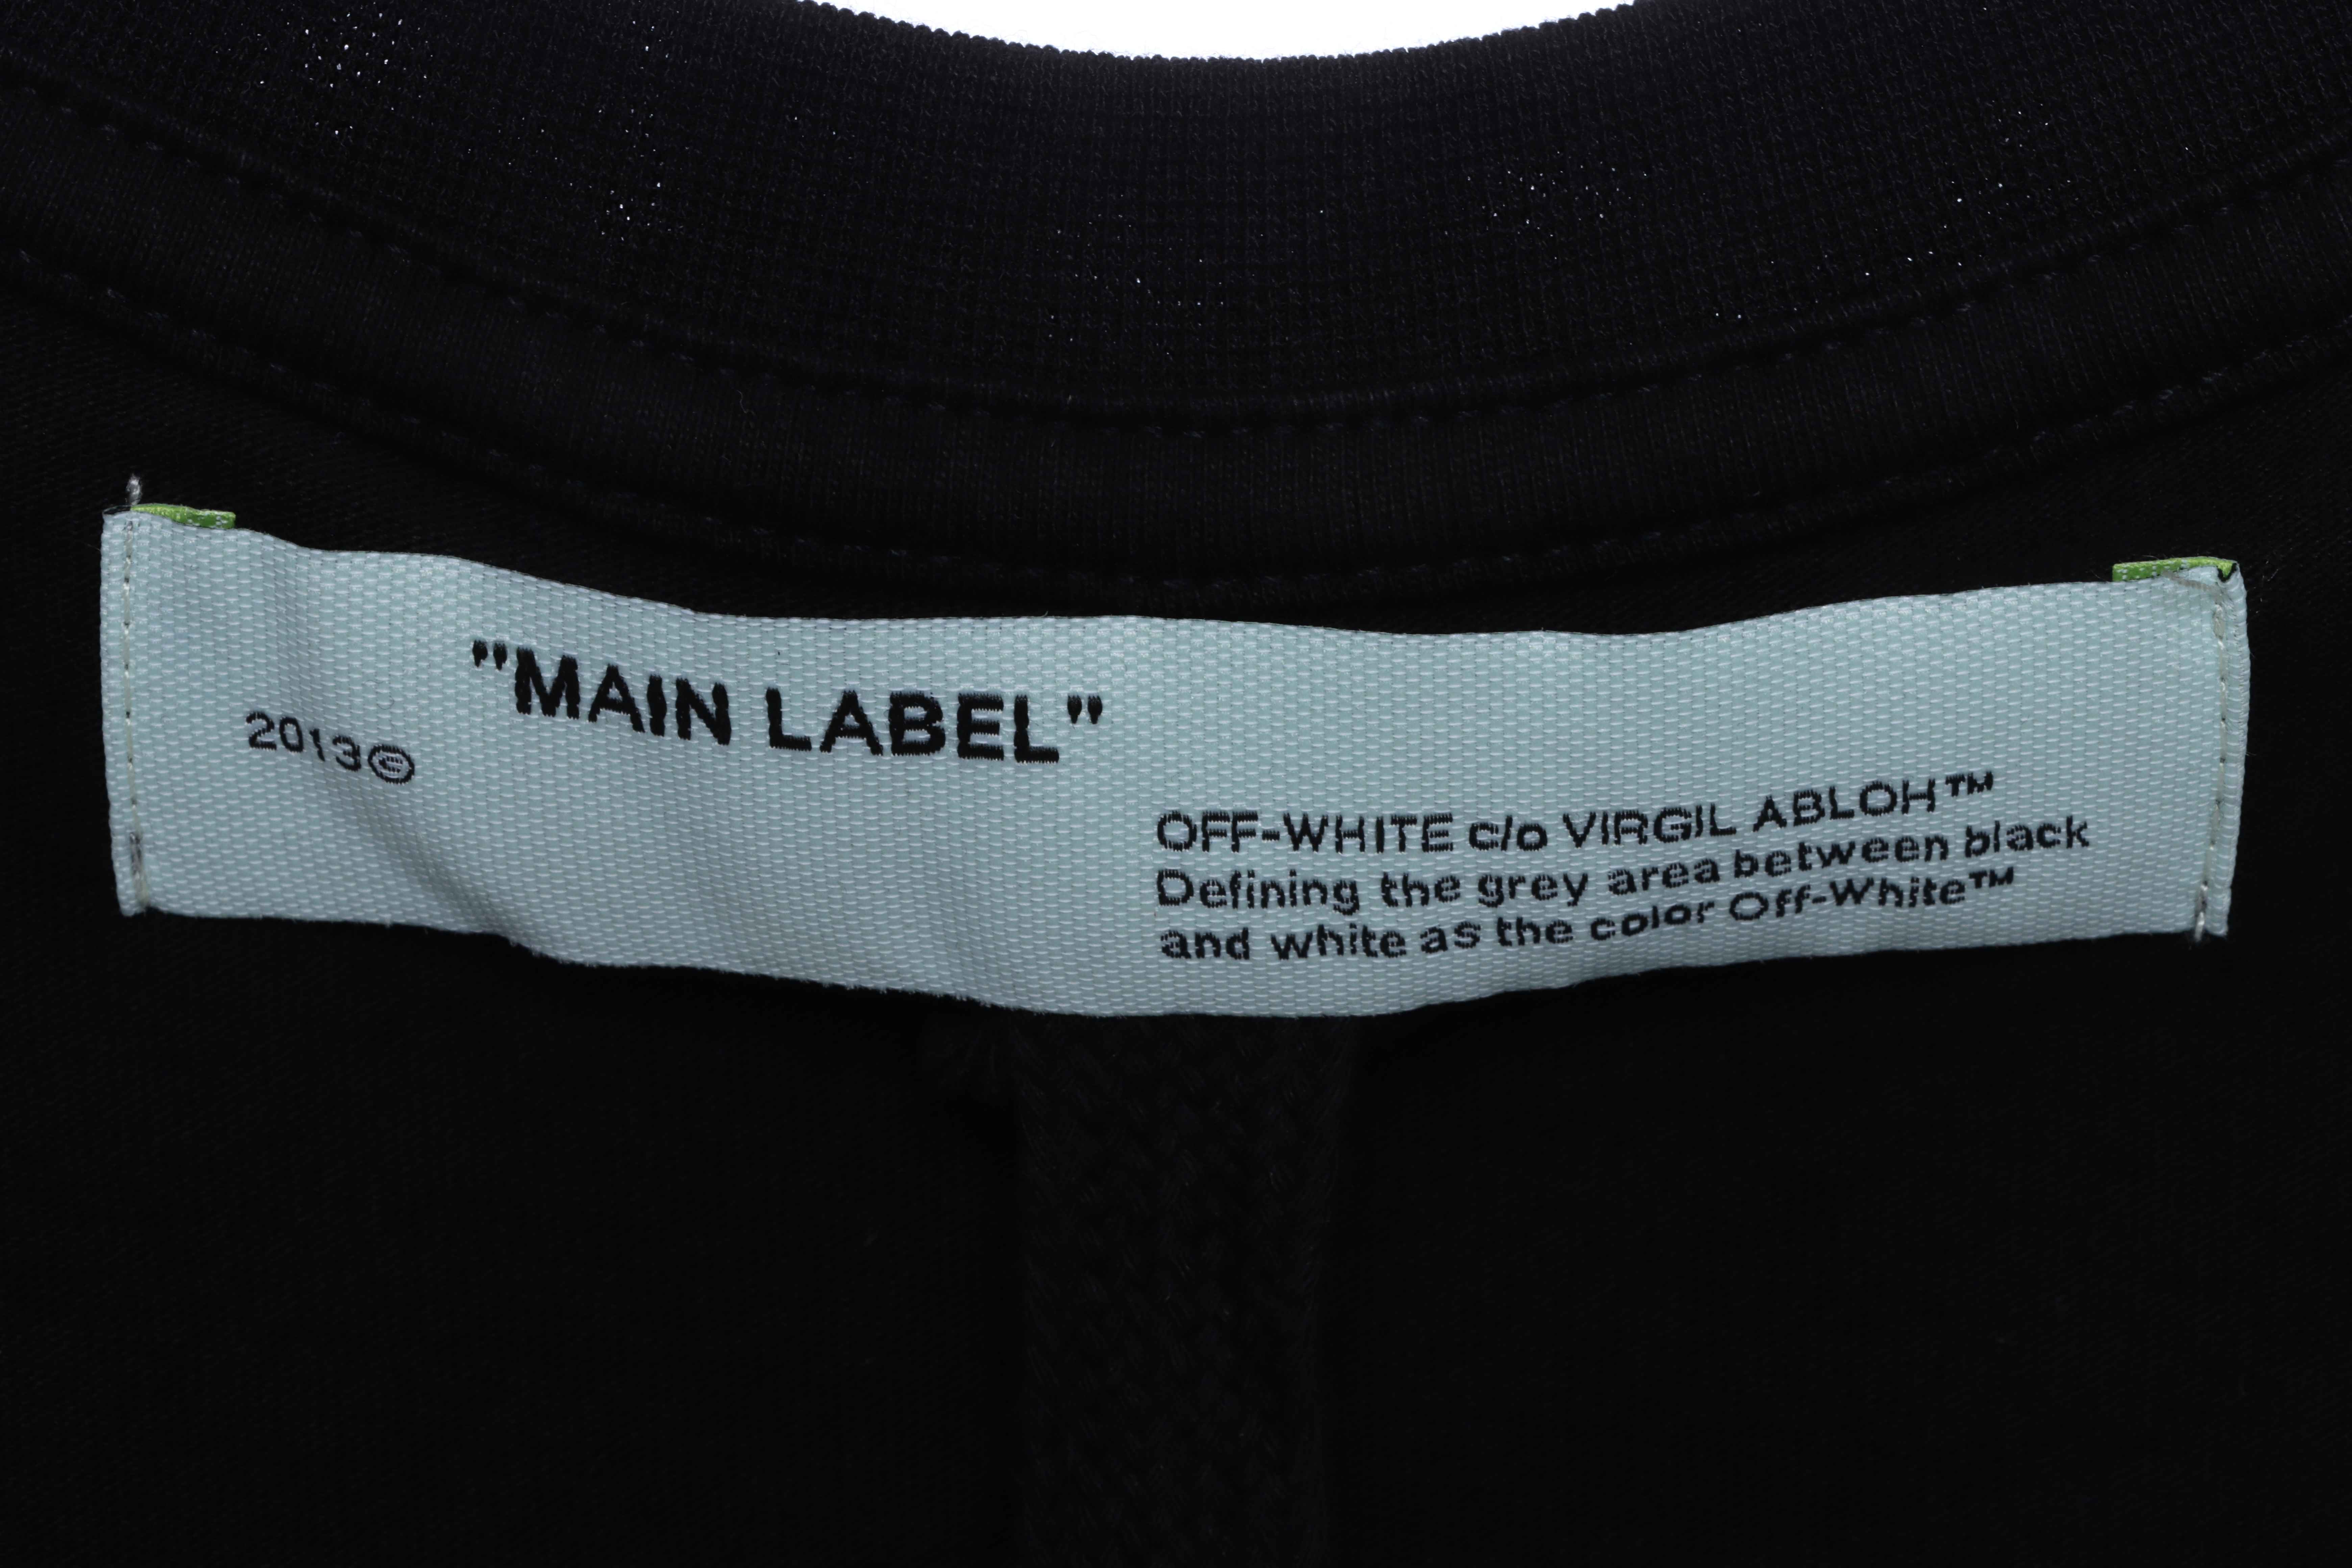 "MAIN LABEL"
2013©
OFF-WHITE c/o VIRGIL ABLOH™
Defining the grey area between black
and white as the color Off-White™